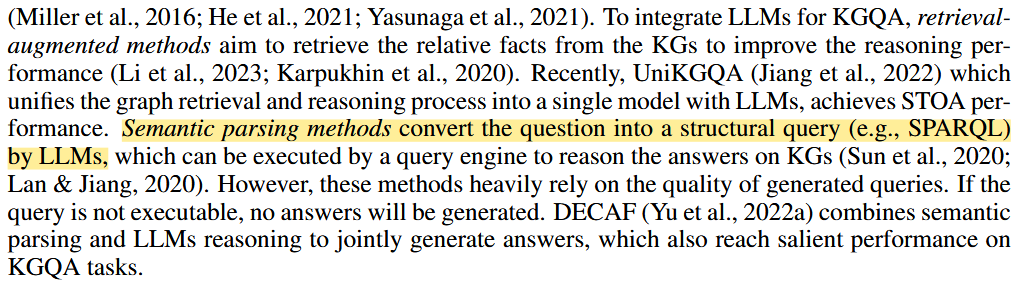 (Miller et al., 2016; He et al., 2021; Yasunaga et al., 2021). To integrate LLMs for KGQA, retrieval-
augmented methods aim to retrieve the relative facts from the KGs to improve the reasoning per-
formance (Li et al., 2023; Karpukhin et al., 2020). Recently, UniKGQA (Jiang et al., 2022) which
unifies the graph retrieval and reasoning process into a single model with LLMs, achieves STOA per-
formance. Semantic parsing methods convert the question into a structural query (e.g., SPARQL)
by LLMs, which can be executed by a query engine to reason the answers on KGs (Sun et al., 2020;
Lan & Jiang, 2020). However, these methods heavily rely on the quality of generated queries. If the
query is not executable, no answers will be generated. DECAF (Yu et al., 2022a) combines semantic
parsing and LLMs reasoning to jointly generate answers, which also reach salient performance on
KGQA tasks.